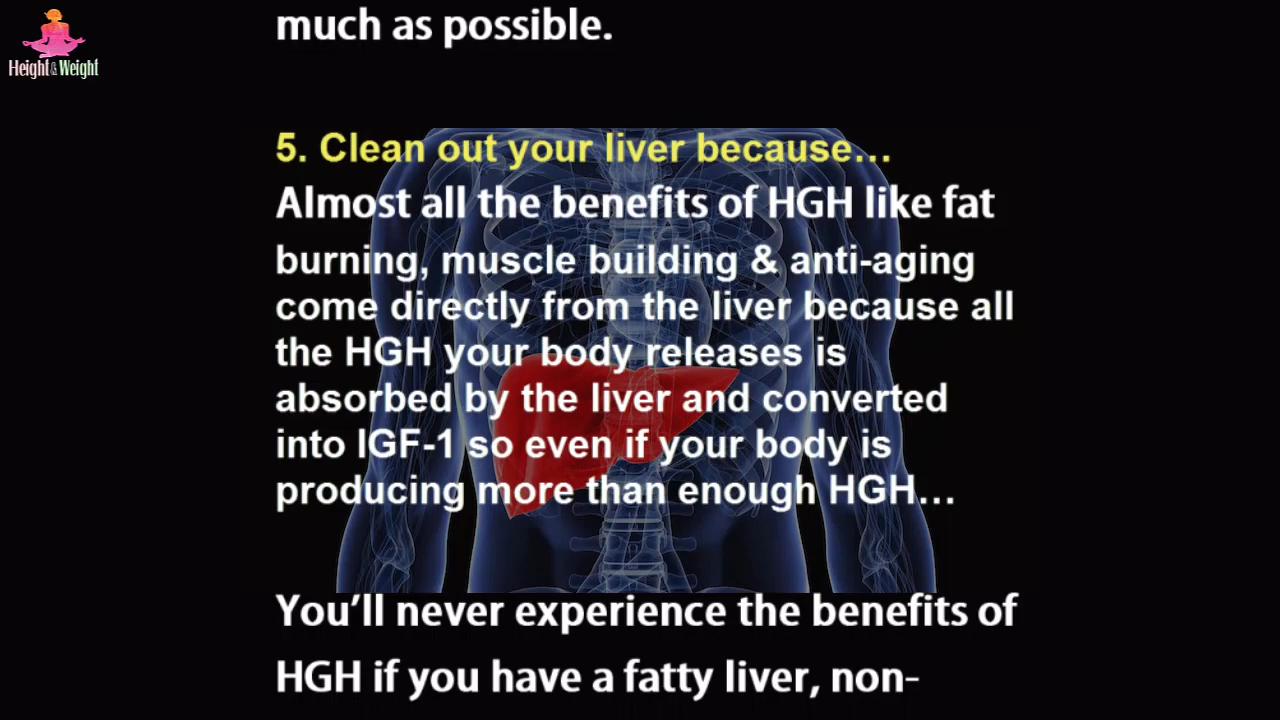 much as possible.
Height & Weight
5. Clean out your liver because...
Almost all the benefits of HGH like fat
burning, muscle building & anti-aging
come directly from the liver because all
the HGH your body releases is
absorbed by the liver and converted
into IGF-1 so even if your body is
producing more than enough HGH...
You’ll never experience the benefits of
HGH if you have a fatty liver, non-